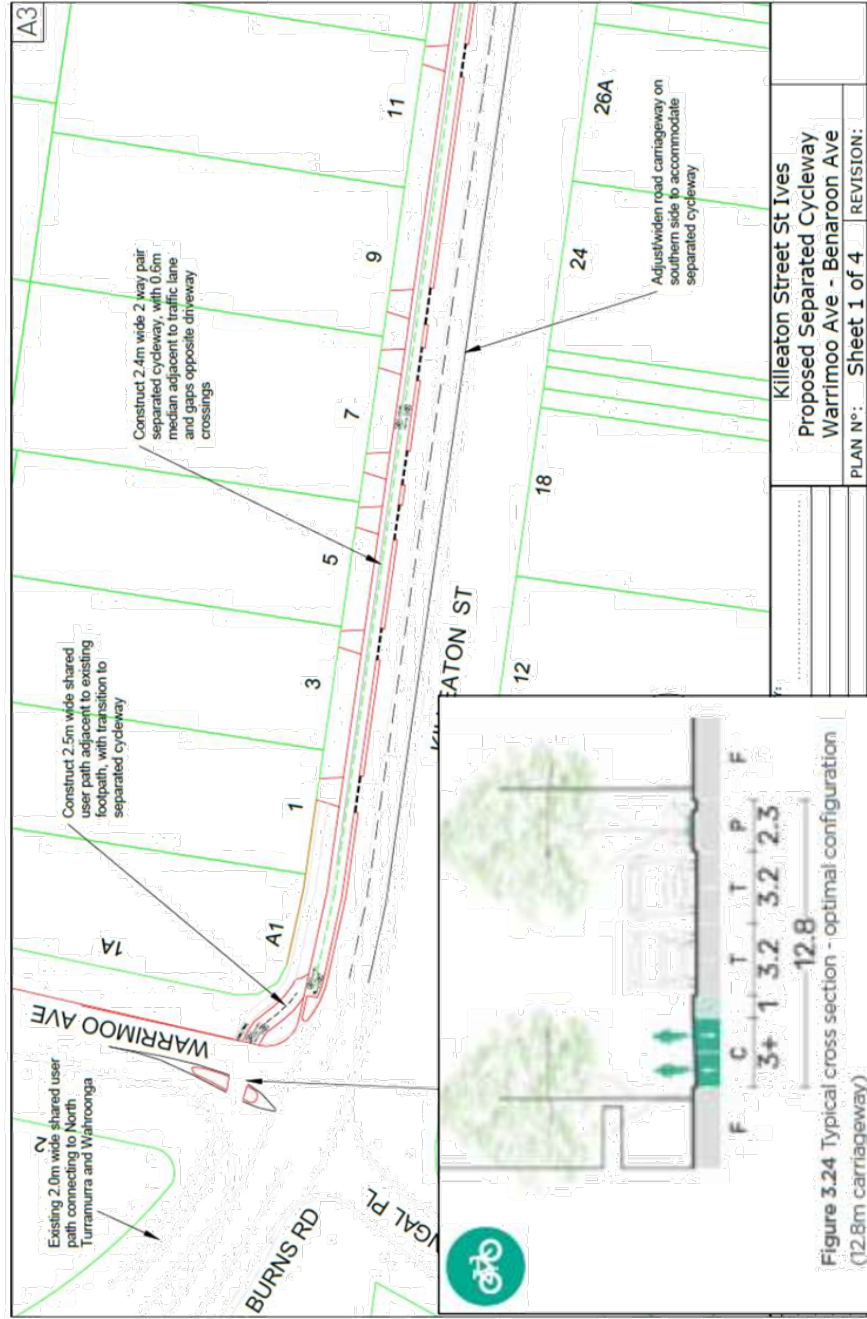 A3
Existing 2.0m wide shared user
path connecting to North
Turramurra and Wahroonga
2
WARRIMOO AVE
1A
A1
Construct 2.5m wide shared
user path adjacent to existing
footpath, with transition to
separated cycleway
1
3
5
7
9
11
Construct 2.4m wide 2 way pair
separated cycleway, with 0.6m
median adjacent to traffic lane
and gaps opposite driveway
crossings
BURNS RD
NGAL PL
EATON ST
12
18
24
26A
Adjust/widen road carriageway on
southern side to accommodate
separated cycleway
F C T T P F
3+ 1 3.2 3.2 2.3
12.8
Figure 3.24 Typical cross section - optimal configuration
(12.8m carriageway)
Killeaton Street St Ives
Proposed Separated Cycleway
Warrimoo Ave - Benaroon Ave
PLAN Nº: Sheet 1 of 4 REVISION: